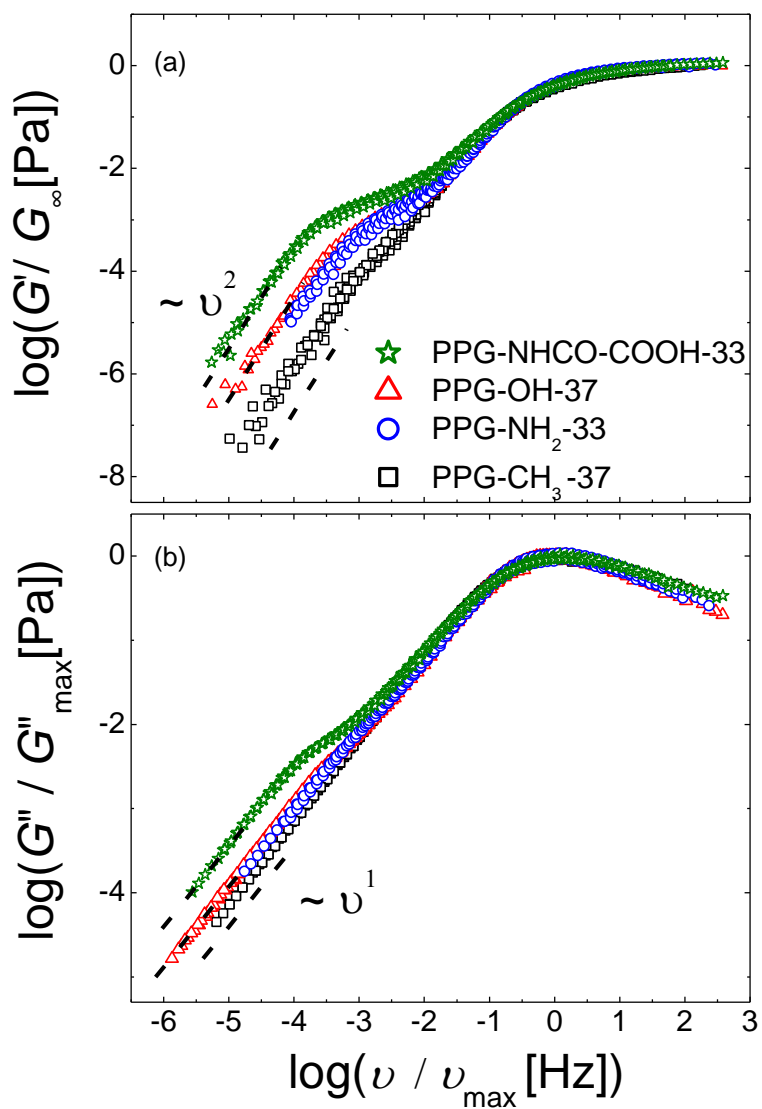 (a)
0
-2
-4
-6
-8
log(G'/ G∞[Pa])
~ υ²
PPG-NHCO-COOH-33
PPG-OH-37
PPG-NH₂-33
PPG-CH₃-37
(b)
0
-2
-4
log(G'' / G''max[Pa])
~ υ¹
-6 -5 -4 -3 -2 -1 0 1 2 3
log(υ / υmax [Hz])